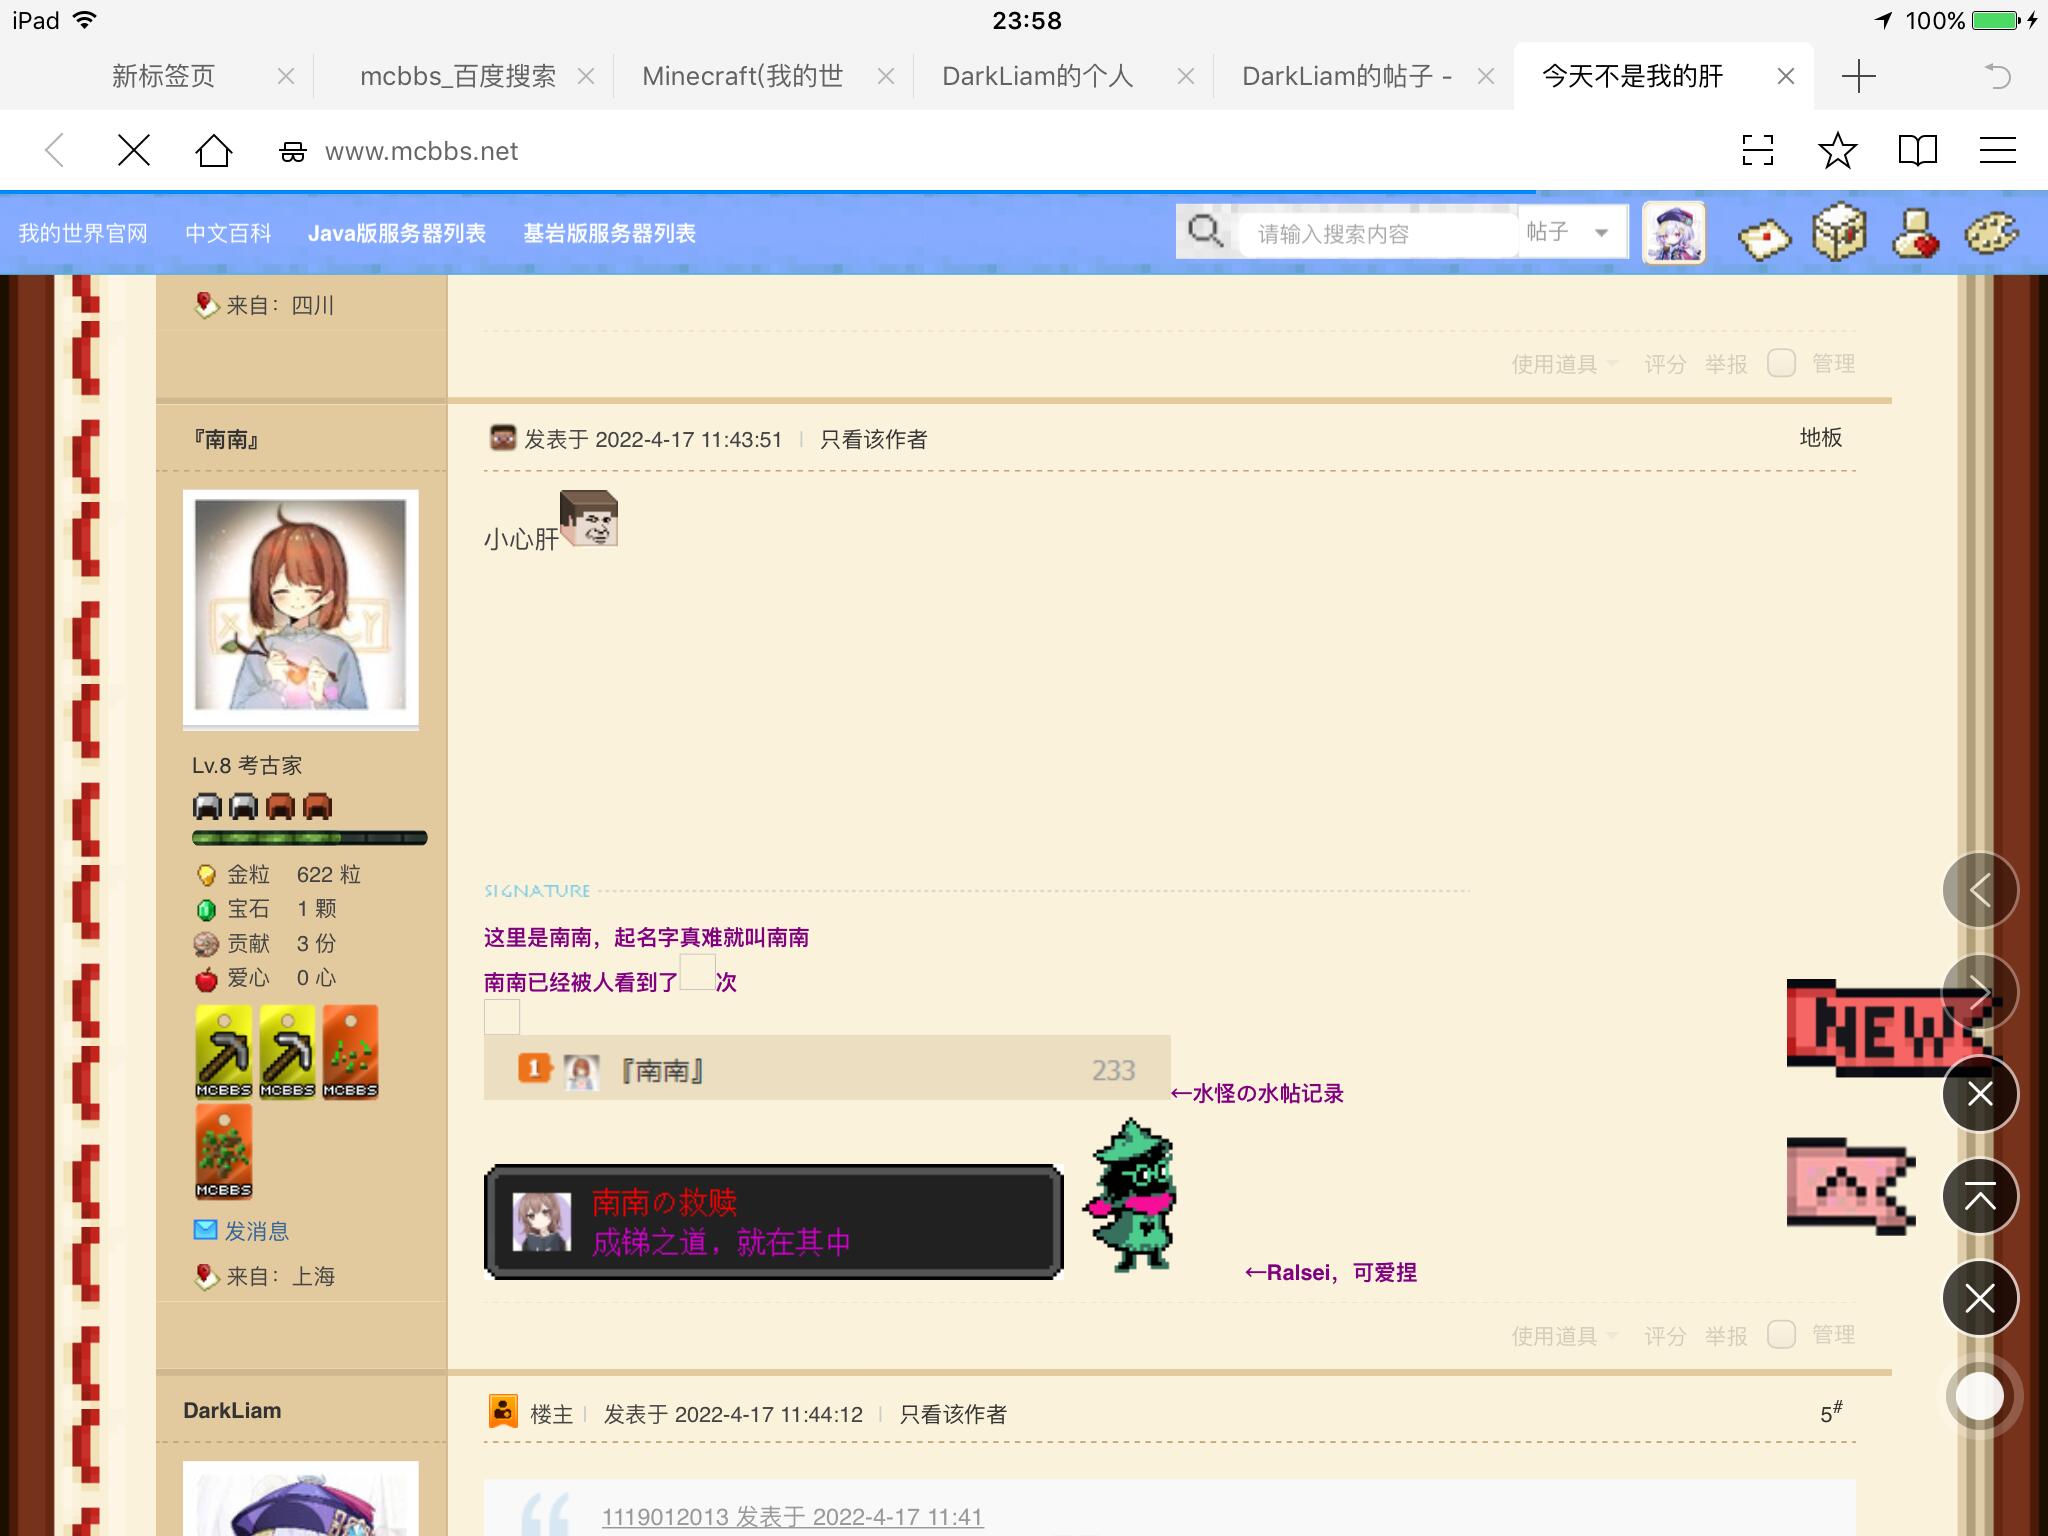 iPad 23:58 100%
新标签页 mcbbs_百度搜索 Minecraft(我的世 DarkLiam的个人 DarkLiam的帖子 - 今天不是我的肝
www.mcbbs.net
我的世界官网 中文百科 Java版服务器列表 基岩版服务器列表 请输入搜索内容 帖子
来自：四川
使用道具 评分 举报 管理
『南南』 发表于 2022-4-17 11:43:51 只看该作者 地板
小心肝
Lv.8 考古家
金粒 622 粒
宝石 1 颗
贡献 3 份
爱心 0 心
MCBBS MCBBS MCBBS
MCBBS
发消息
来自：上海
SIGNATURE
这里是南南，起名字真难就叫南南
南南已经被人看到了 次
1 『南南』 233
←水怪の水帖记录
NEW
南南の救赎
成锑之道，就在其中
←Ralsei，可爱捏
使用道具 评分 举报 管理
DarkLiam 楼主 发表于 2022-4-17 11:44:12 只看该作者 5#
1119012013 发表于 2022-4-17 11:41